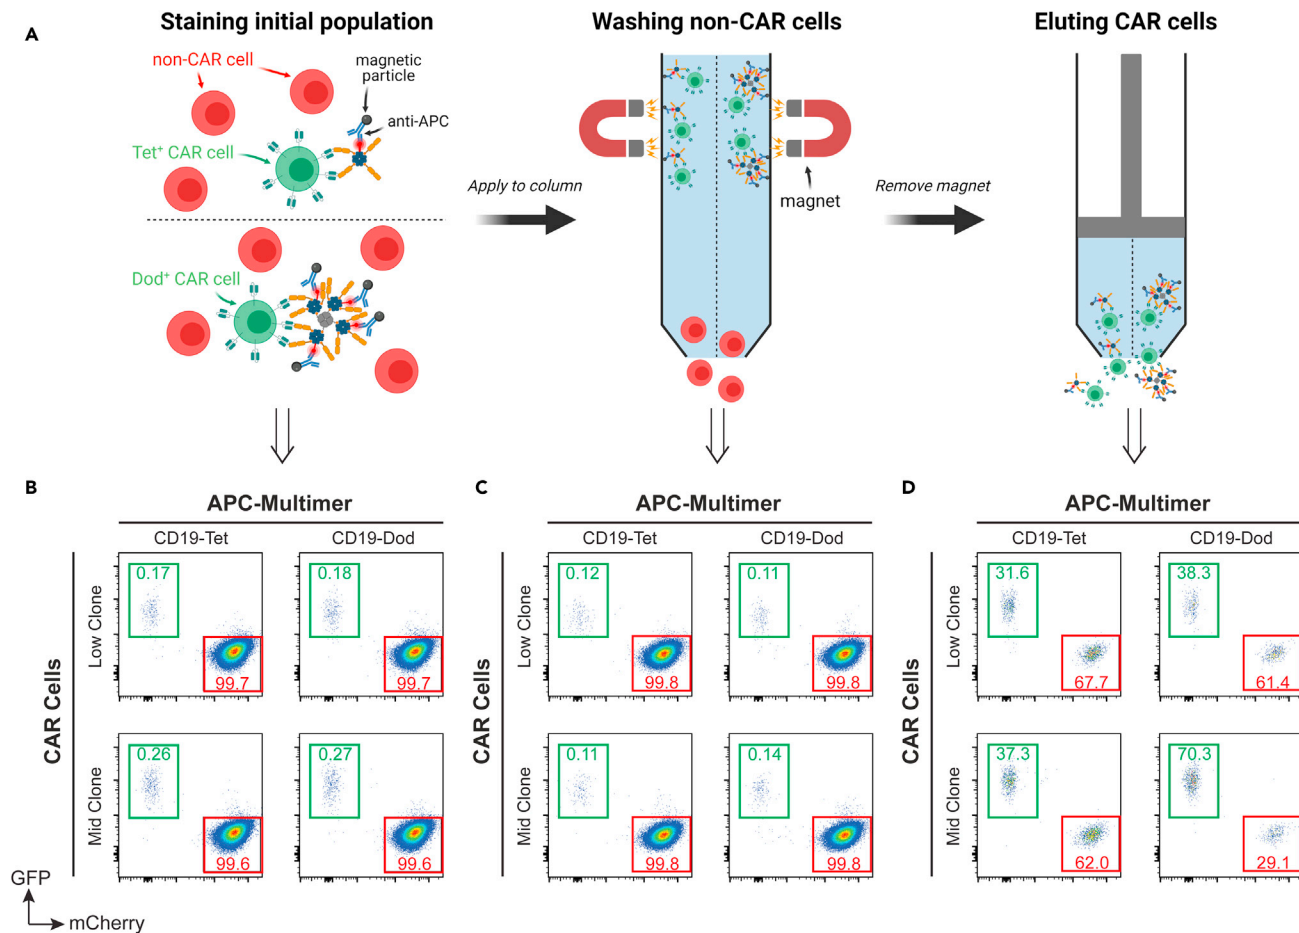 A
Staining initial population
Washing non-CAR cells
Eluting CAR cells
non-CAR cell
magnetic
particle
anti-APC
Tet⁺ CAR cell
Dod⁺ CAR cell
Apply to column
magnet
Remove magnet
B
APC-Multimer
CD19-Tet
CD19-Dod
CAR Cells
Low Clone
0.17
99.7
0.18
99.7
Mid Clone
0.26
99.6
0.27
99.6
GFP
mCherry
C
APC-Multimer
CD19-Tet
CD19-Dod
CAR Cells
Low Clone
0.12
99.8
0.11
99.8
Mid Clone
0.11
99.8
0.14
99.8
D
APC-Multimer
CD19-Tet
CD19-Dod
CAR Cells
Low Clone
31.6
67.7
38.3
61.4
Mid Clone
37.3
62.0
70.3
29.1